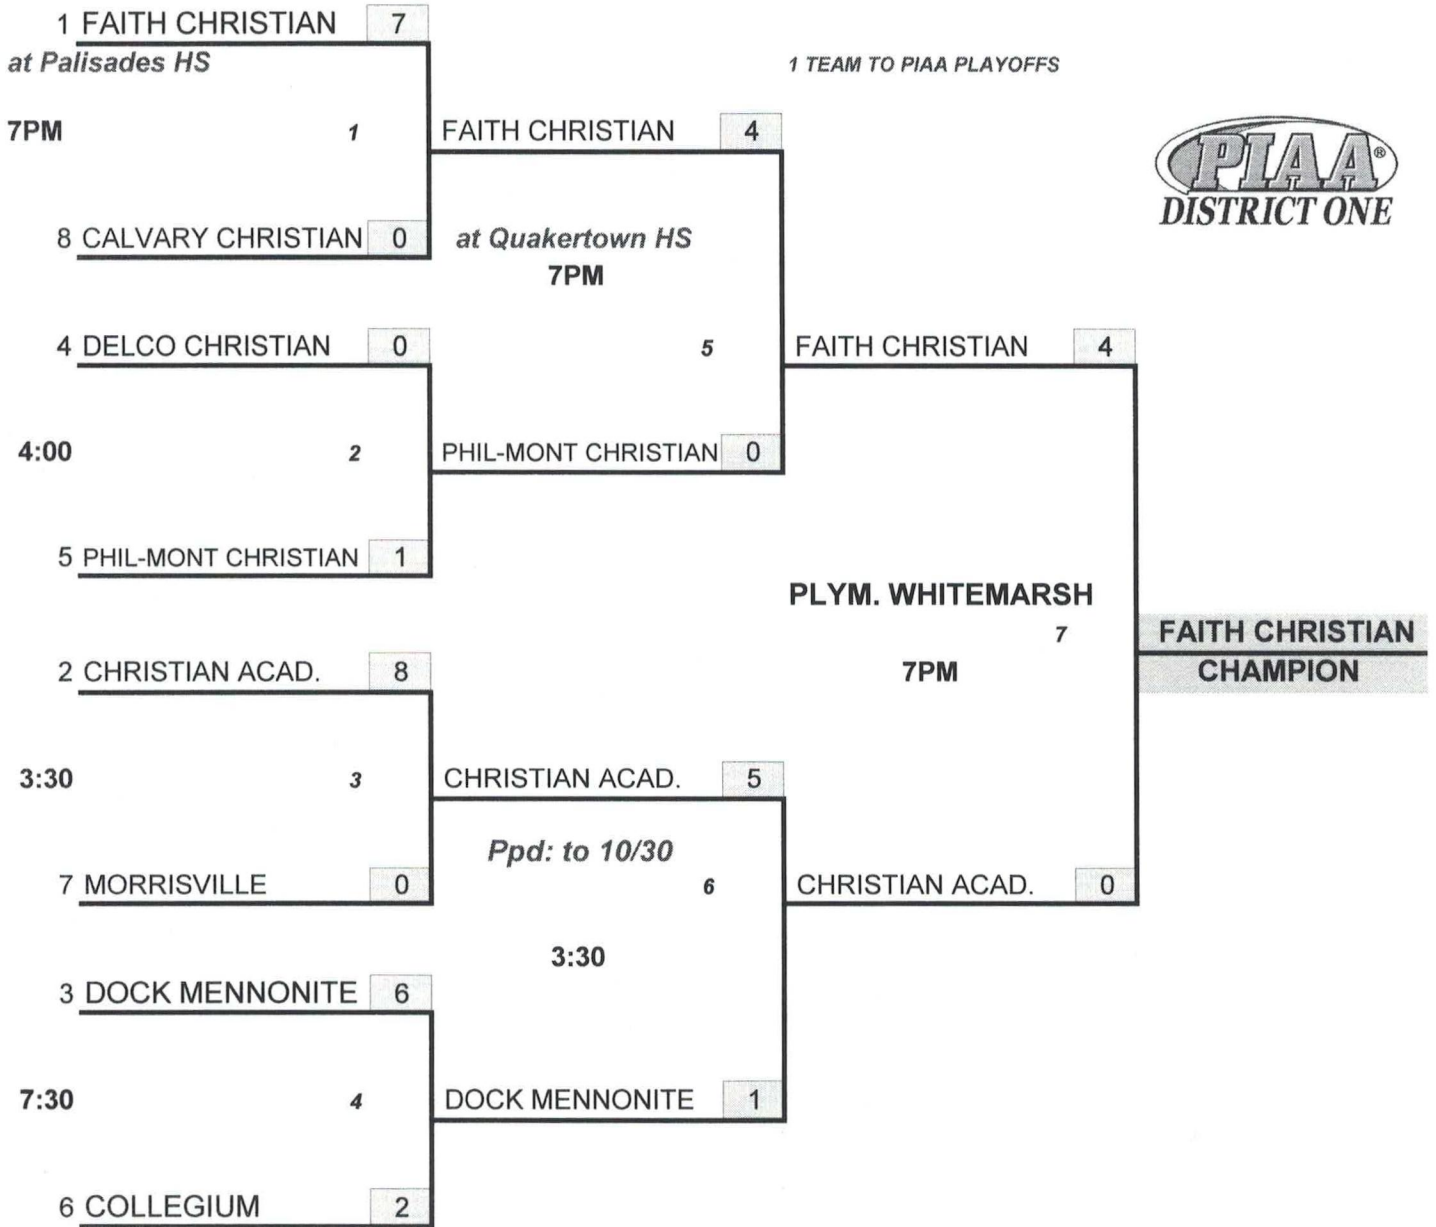 1 FAITH CHRISTIAN 7
at Palisades HS
1 TEAM TO PIAA PLAYOFFS
7PM 1 FAITH CHRISTIAN 4
PIAA®
DISTRICT ONE
8 CALVARY CHRISTIAN 0 at Quakertown HS
7PM
4 DELCO CHRISTIAN 0 5 FAITH CHRISTIAN 4
4:00 2 PHIL-MONT CHRISTIAN 0
5 PHIL-MONT CHRISTIAN 1
PLYM. WHITEMARSH
7 FAITH CHRISTIAN
2 CHRISTIAN ACAD. 8 7PM CHAMPION
3:30 3 CHRISTIAN ACAD. 5
Ppd: to 10/30
7 MORRISVILLE 0 6 CHRISTIAN ACAD. 0
3:30
3 DOCK MENNONITE 6
7:30 4 DOCK MENNONITE 1
6 COLLEGIUM 2